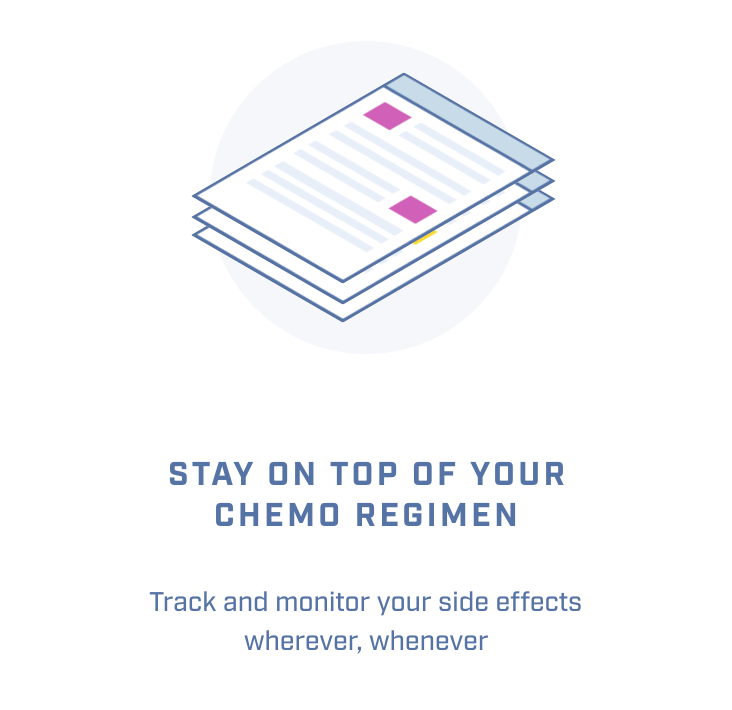 STAY ON TOP OF YOUR
CHEMO REGIMEN
Track and monitor your side effects
wherever, whenever